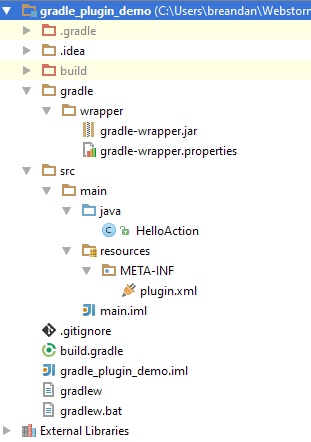 gradle_plugin_demo (C:\Users\breandan\Webstorm
.gradle
.idea
build
gradle
wrapper
gradle-wrapper.jar
gradle-wrapper.properties
src
main
java
HelloAction
resources
META-INF
plugin.xml
main.iml
.gitignore
build.gradle
gradle_plugin_demo.iml
gradlew
gradlew.bat
External Libraries